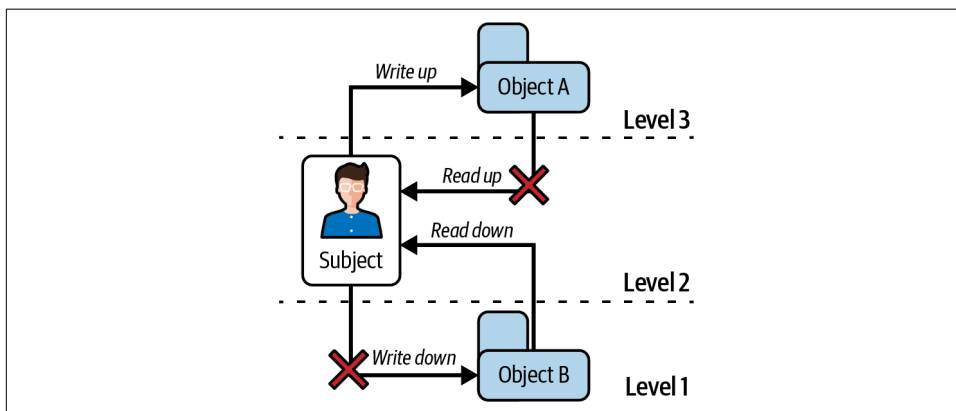 Write up
Object A
Level 3
Read up
Read down
Subject
Level 2
Write down
Object B
Level 1